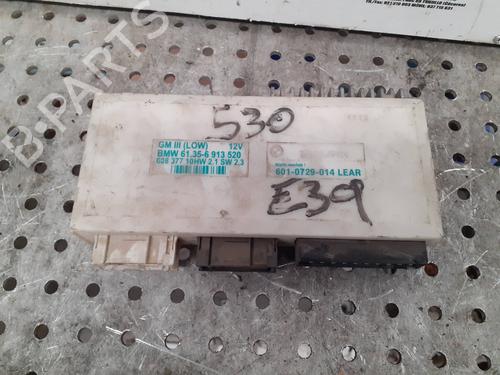 B-PARTS
530
GM III (LOW) 12V
BMW 61.35-6 913 520
608 377 10HW 2.1 SW 2.3
601-0729-014 LEAR
E39